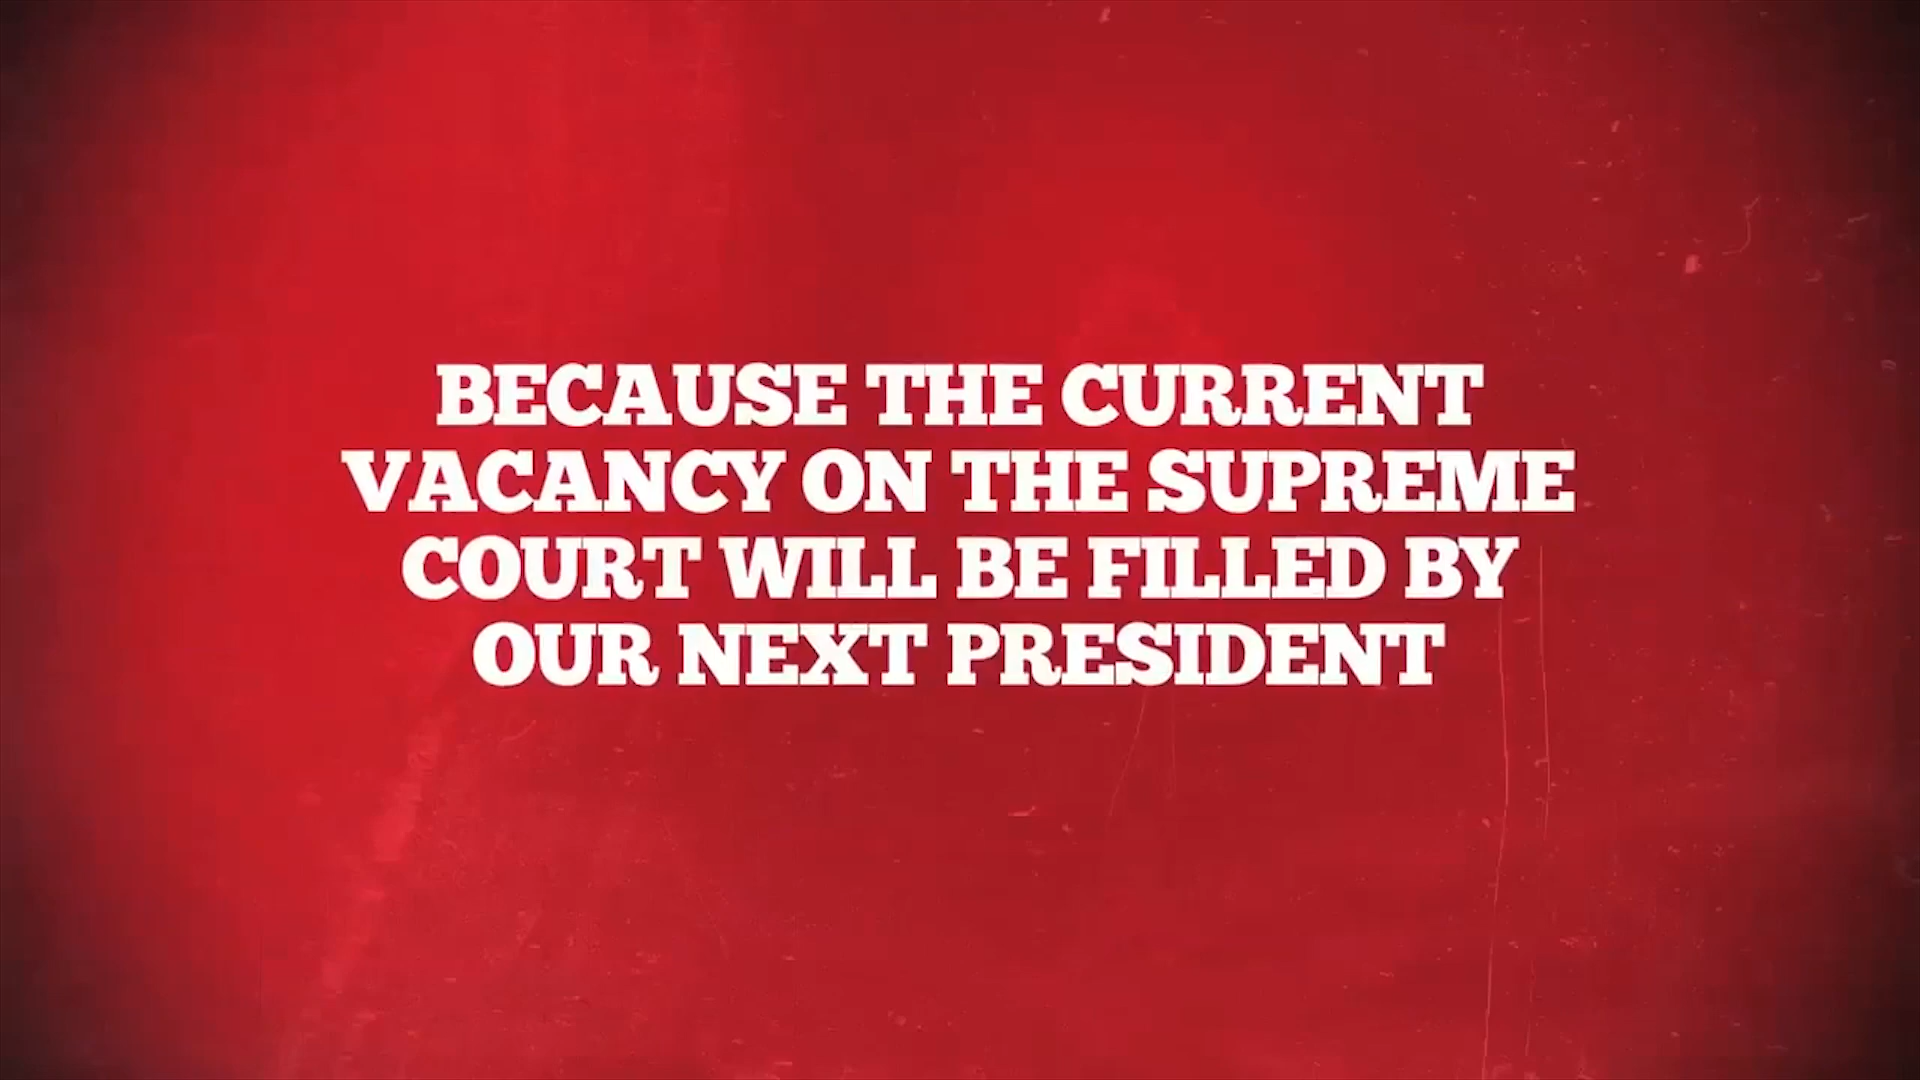 BECAUSE THE CURRENT
VACANCY ON THE SUPREME
COURT WILL BE FILLED BY
OUR NEXT PRESIDENT